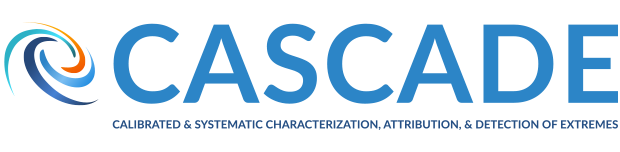 CASCADE
CALIBRATED & SYSTEMATIC CHARACTERIZATION, ATTRIBUTION, & DETECTION OF EXTREMES